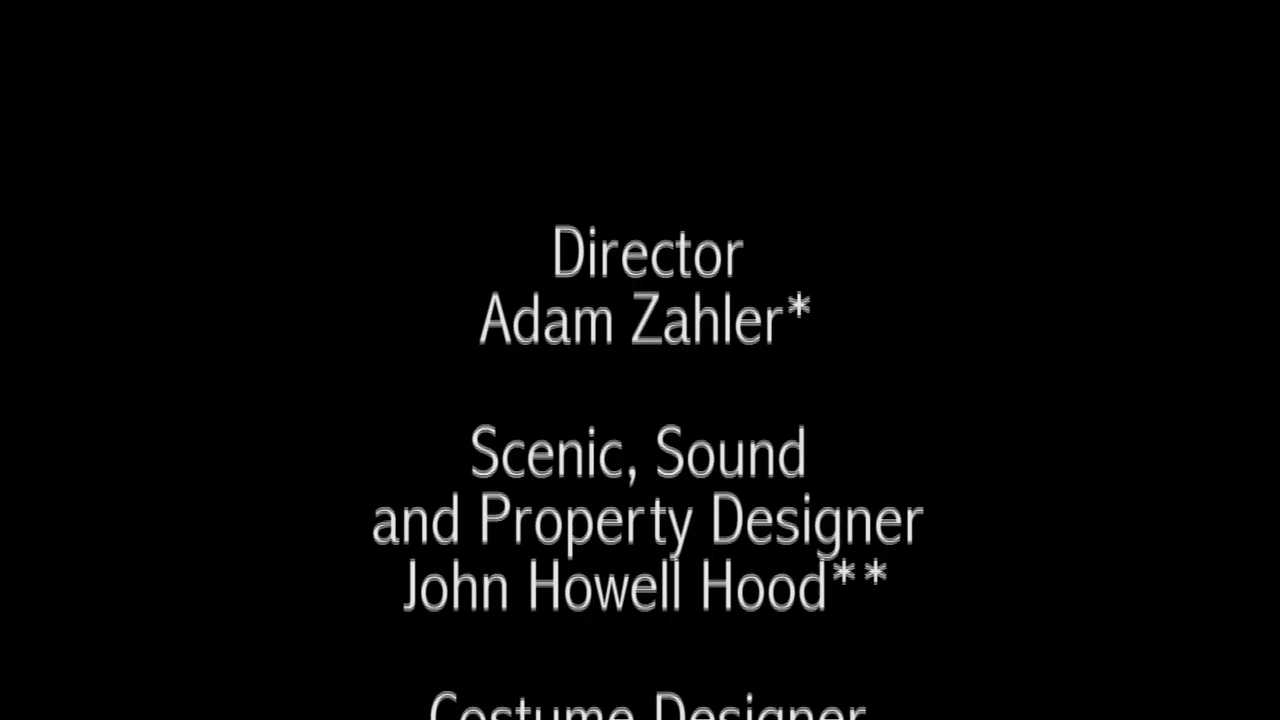 Director
Adam Zahler*
Scenic, Sound
and Property Designer
John Howell Hood**
Costume Designer